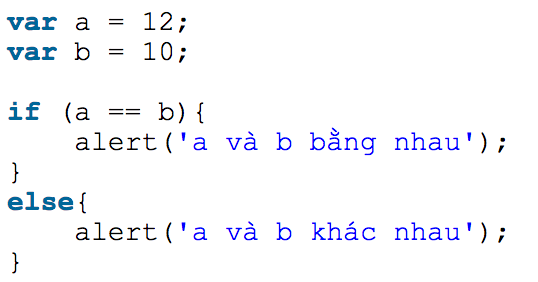 var a = 12;
var b = 10;
if (a == b){
alert('a và b bằng nhau');
}
else{
alert('a và b khác nhau');
}